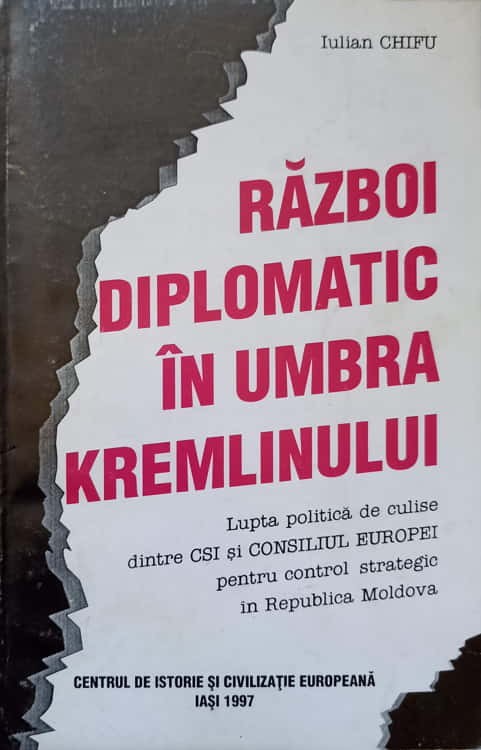 Iulian CHIFU
RĂZBOI
DIPLOMATIC
ÎN UMBRA
KREMLINULUI
Lupta politică de culise
dintre CSI și CONSILIUL EUROPEI
pentru control strategic
in Republica Moldova
CENTRUL DE ISTORIE ȘI CIVILIZAȚIE EUROPEANĂ
IAȘI 1997